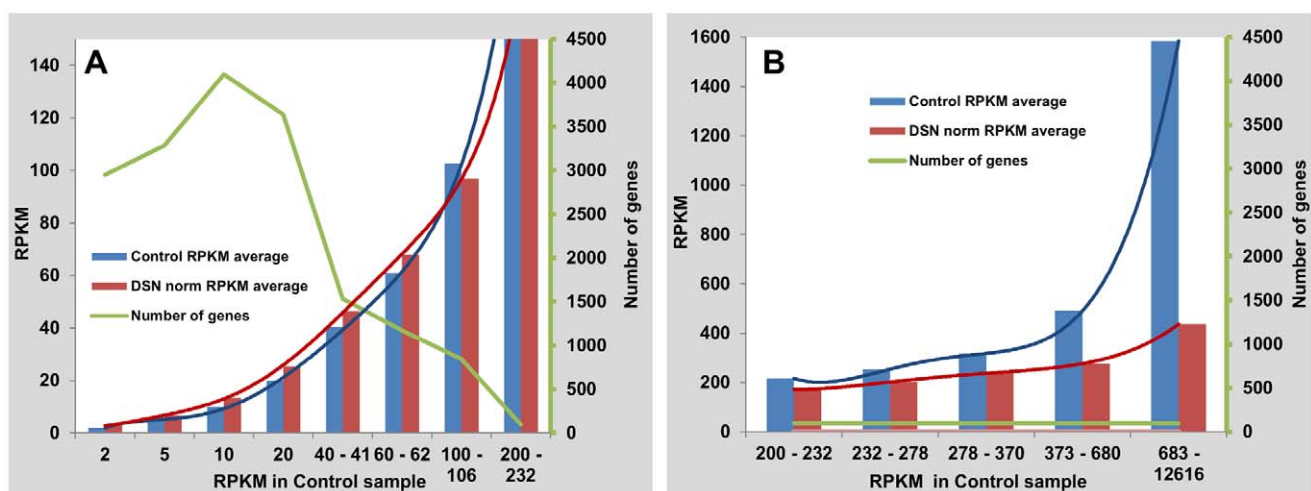 A
140
120
100
80
60
40
20
0
RPKM
4500
4000
3500
3000
2500
2000
1500
1000
500
0
Number of genes
Control RPKM average
DSN norm RPKM average
Number of genes
2 5 10 20 40 - 41 60 - 62 100 - 106 200 - 232
RPKM in Control sample
B
1600
1400
1200
1000
800
600
400
200
0
RPKM
4500
4000
3500
3000
2500
2000
1500
1000
500
0
Number of genes
Control RPKM average
DSN norm RPKM average
Number of genes
200 - 232 232 - 278 278 - 370 373 - 680 683 - 12616
RPKM in Control sample